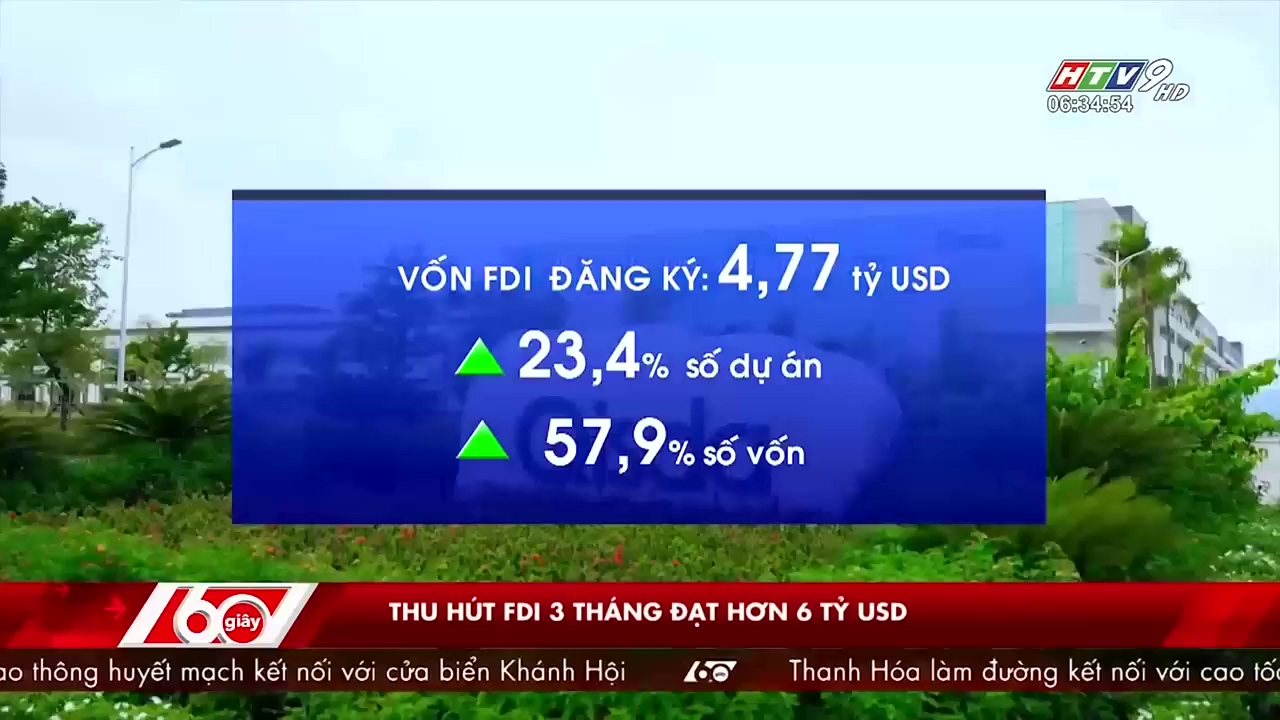 HTV9 HD
06:34:54
VỐN FDI ĐĂNG KÝ: 4,77 tỷ USD
23,4% số dự án
57,9% số vốn
60 giây
THU HÚT FDI 3 THÁNG ĐẠT HƠN 6 TỶ USD
ao thông huyết mạch kết nối với cửa biển Khánh Hội 60 giây Thanh Hóa làm đường kết nối với cao tốc